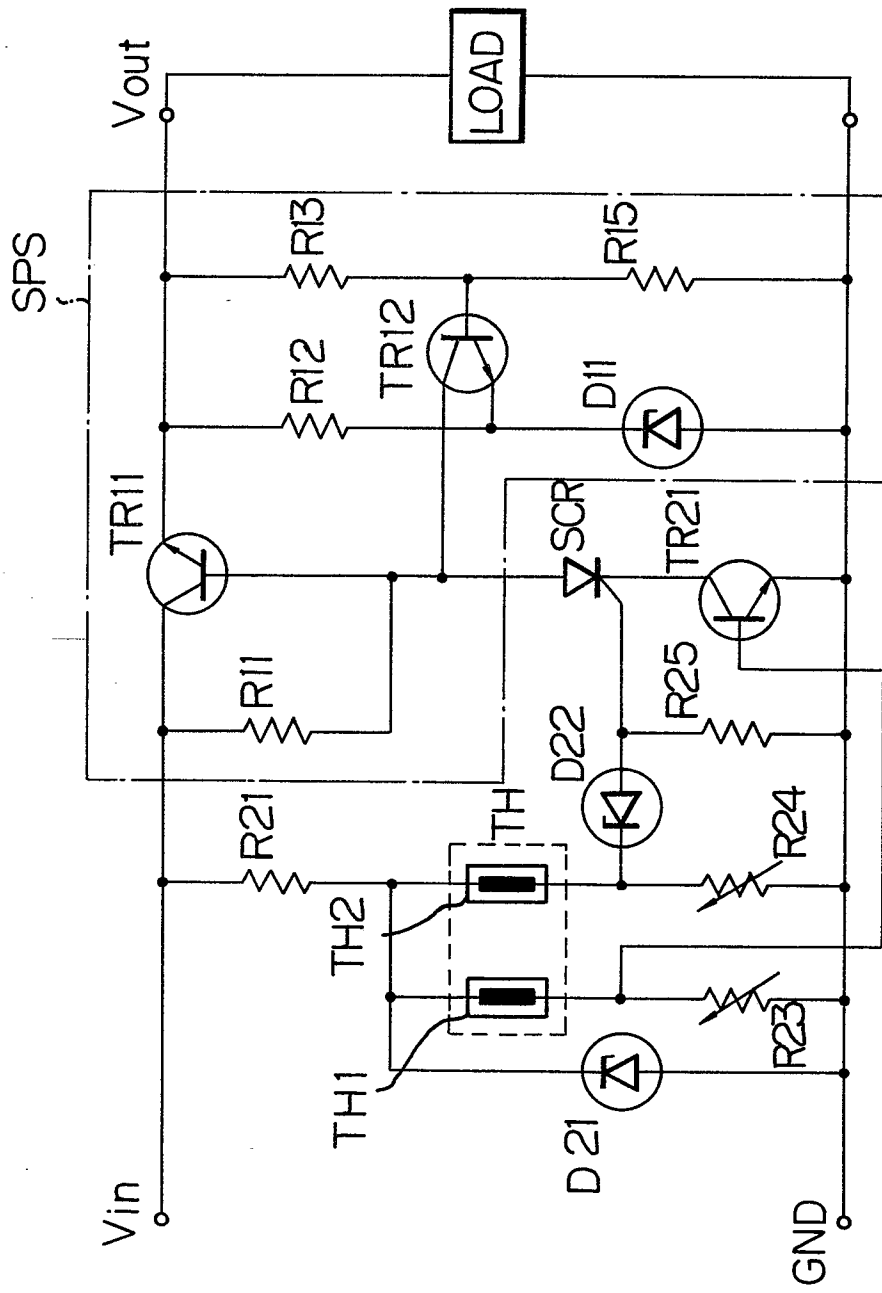 SPS
Vin
TR11
Vout
R21
R11
R12
R13
TR12
LOAD
TH1
TH2
TH
D22
SCR
D11
R15
D21
R23
R24
R25
TR21
GND